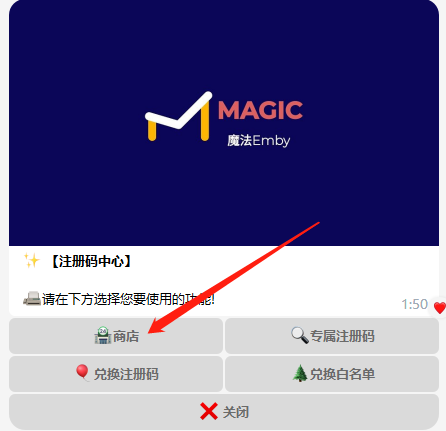 MAGIC
魔法Emby
✨ 【注册码中心】
📠请在下方选择您要使用的功能!
1:50
🏪商店
🔍专属注册码
🎈兑换注册码
🎄兑换白名单
❌ 关闭